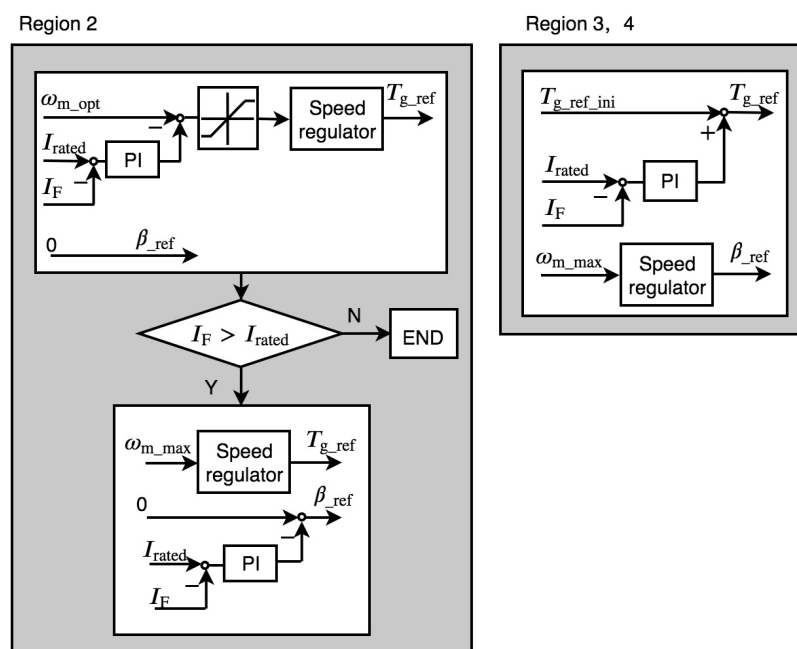 Region 2
ω_m_opt
−
Speed
regulator
T_g_ref
I_rated
−
PI
I_F
0
β_ref
I_F > I_rated
N
END
Y
ω_m_max
Speed
regulator
T_g_ref
0
β_ref
−
I_rated
−
PI
I_F
Region 3, 4
T_g_ref_ini
T_g_ref
+
I_rated
−
PI
I_F
ω_m_max
Speed
regulator
β_ref